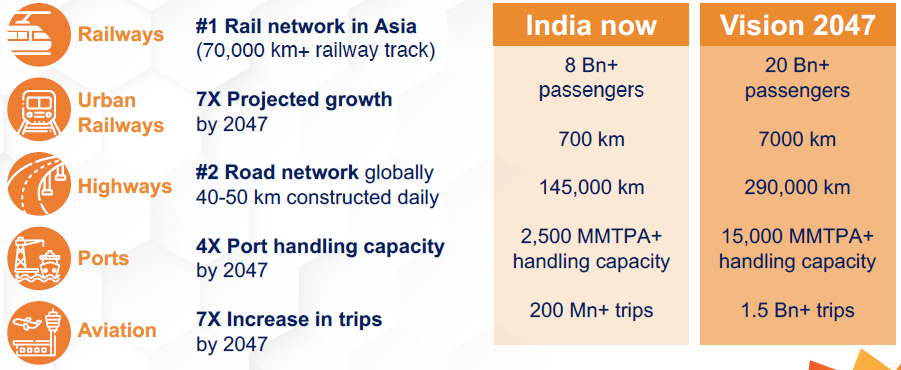 India now
Vision 2047
Railways
#1 Rail network in Asia
(70,000 km+ railway track)
8 Bn+
passengers
20 Bn+
passengers
Urban
Railways
7X Projected growth
by 2047
700 km
7000 km
Highways
#2 Road network globally
40-50 km constructed daily
145,000 km
290,000 km
Ports
4X Port handling capacity
by 2047
2,500 MMTPA+
handling capacity
15,000 MMTPA+
handling capacity
Aviation
7X Increase in trips
by 2047
200 Mn+ trips
1.5 Bn+ trips